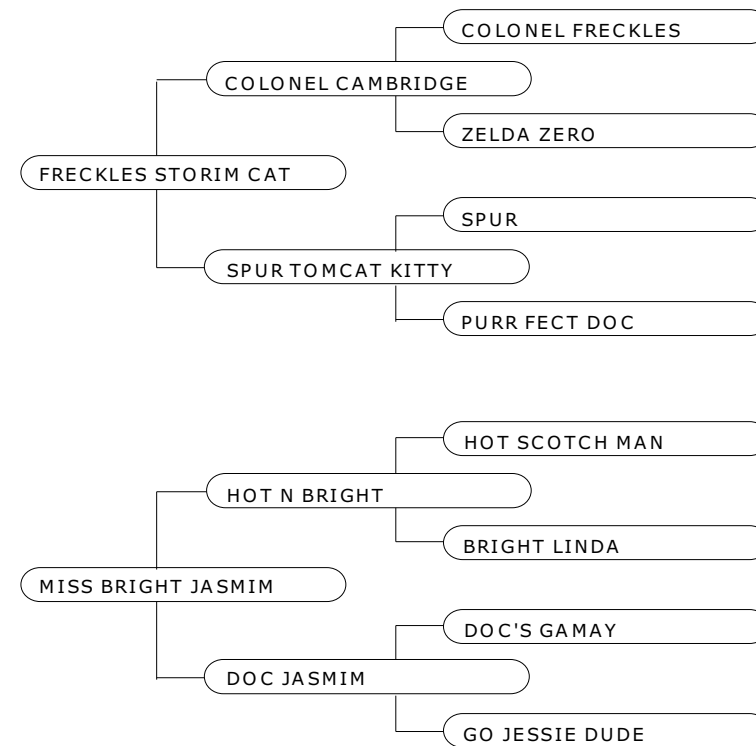 COLONEL FRECKLES
COLONEL CAMBRIDGE
ZELDA ZERO
FRECKLES STORIM CAT
SPUR
SPUR TOMCAT KITTY
PURR FECT DOC
HOT SCOTCH MAN
HOT N BRIGHT
BRIGHT LINDA
MISS BRIGHT JASMIM
DOC'S GAMAY
DOC JASMIM
GO JESSIE DUDE